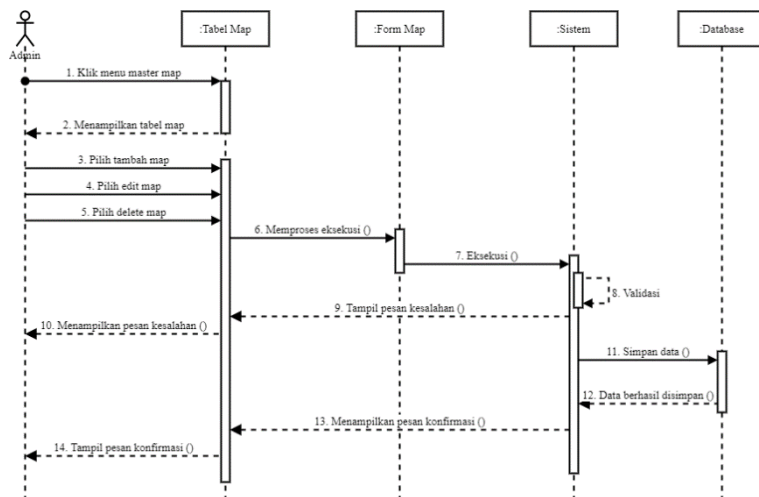 :Tabel Map
:Form Map
:Sistem
:Database
Admin
1. Klik menu master map
2. Menampilkan tabel map
3. Pilih tambah map
4. Pilih edit map
5. Pilih delete map
6. Memproses eksekusi ()
7. Eksekusi ()
8. Validasi
9. Tampil pesan kesalahan ()
10. Menampilkan pesan kesalahan ()
11. Simpan data ()
12. Data berhasil disimpan ()
13. Menampilkan pesan konfirmasi ()
14. Tampil pesan konfirmasi ()